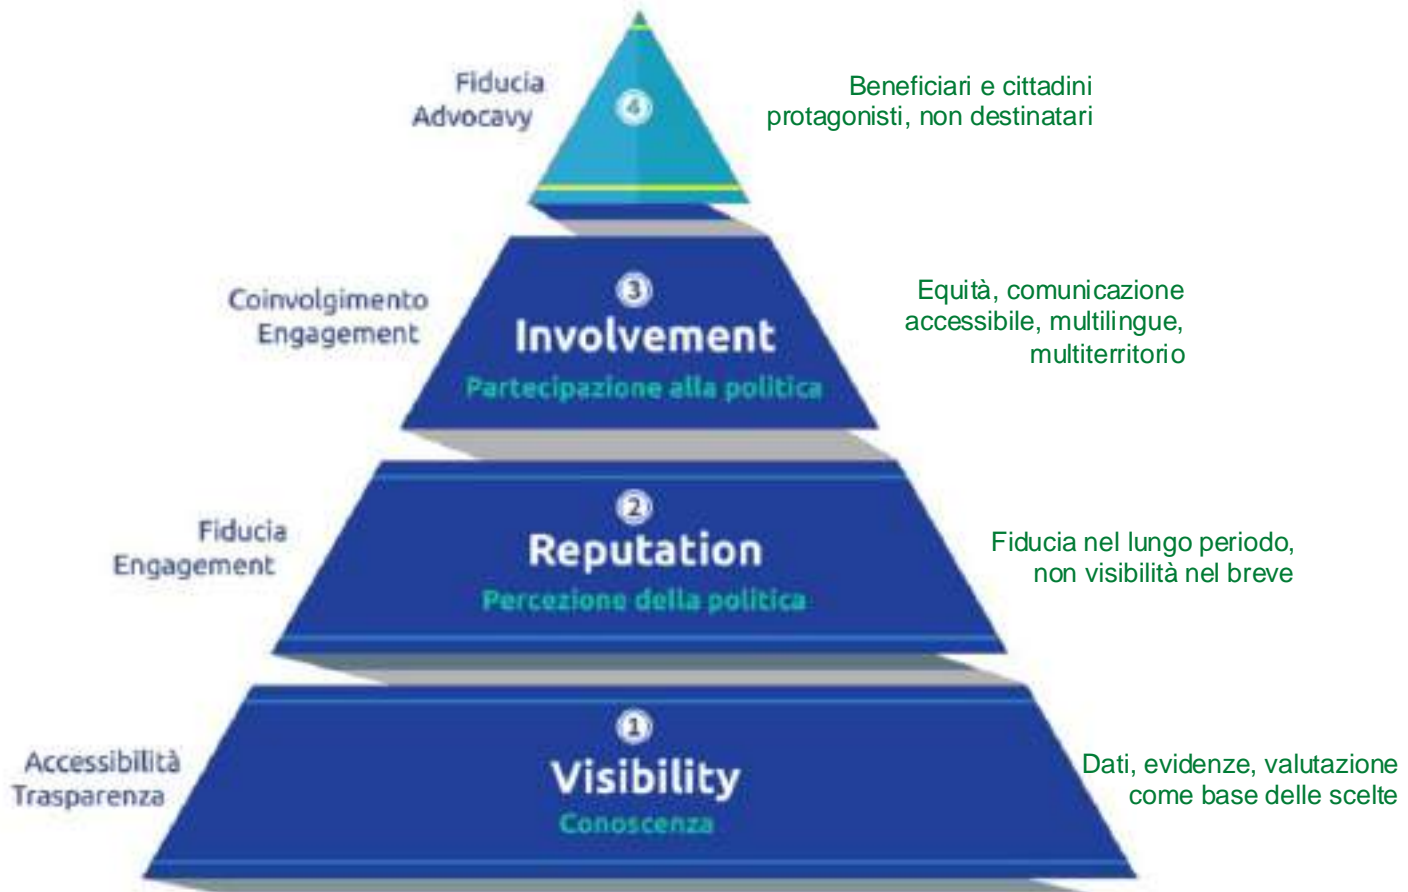 Fiducia
Advocavy
4
Beneficiari e cittadini
protagonisti, non destinatari
Coinvolgimento
Engagement
3
Involvement
Partecipazione alla politica
Equità, comunicazione
accessibile, multilingue,
multiterritorio
Fiducia
Engagement
2
Reputation
Percezione della politica
Fiducia nel lungo periodo,
non visibilità nel breve
Accessibilità
Trasparenza
1
Visibility
Conoscenza
Dati, evidenze, valutazione
come base delle scelte